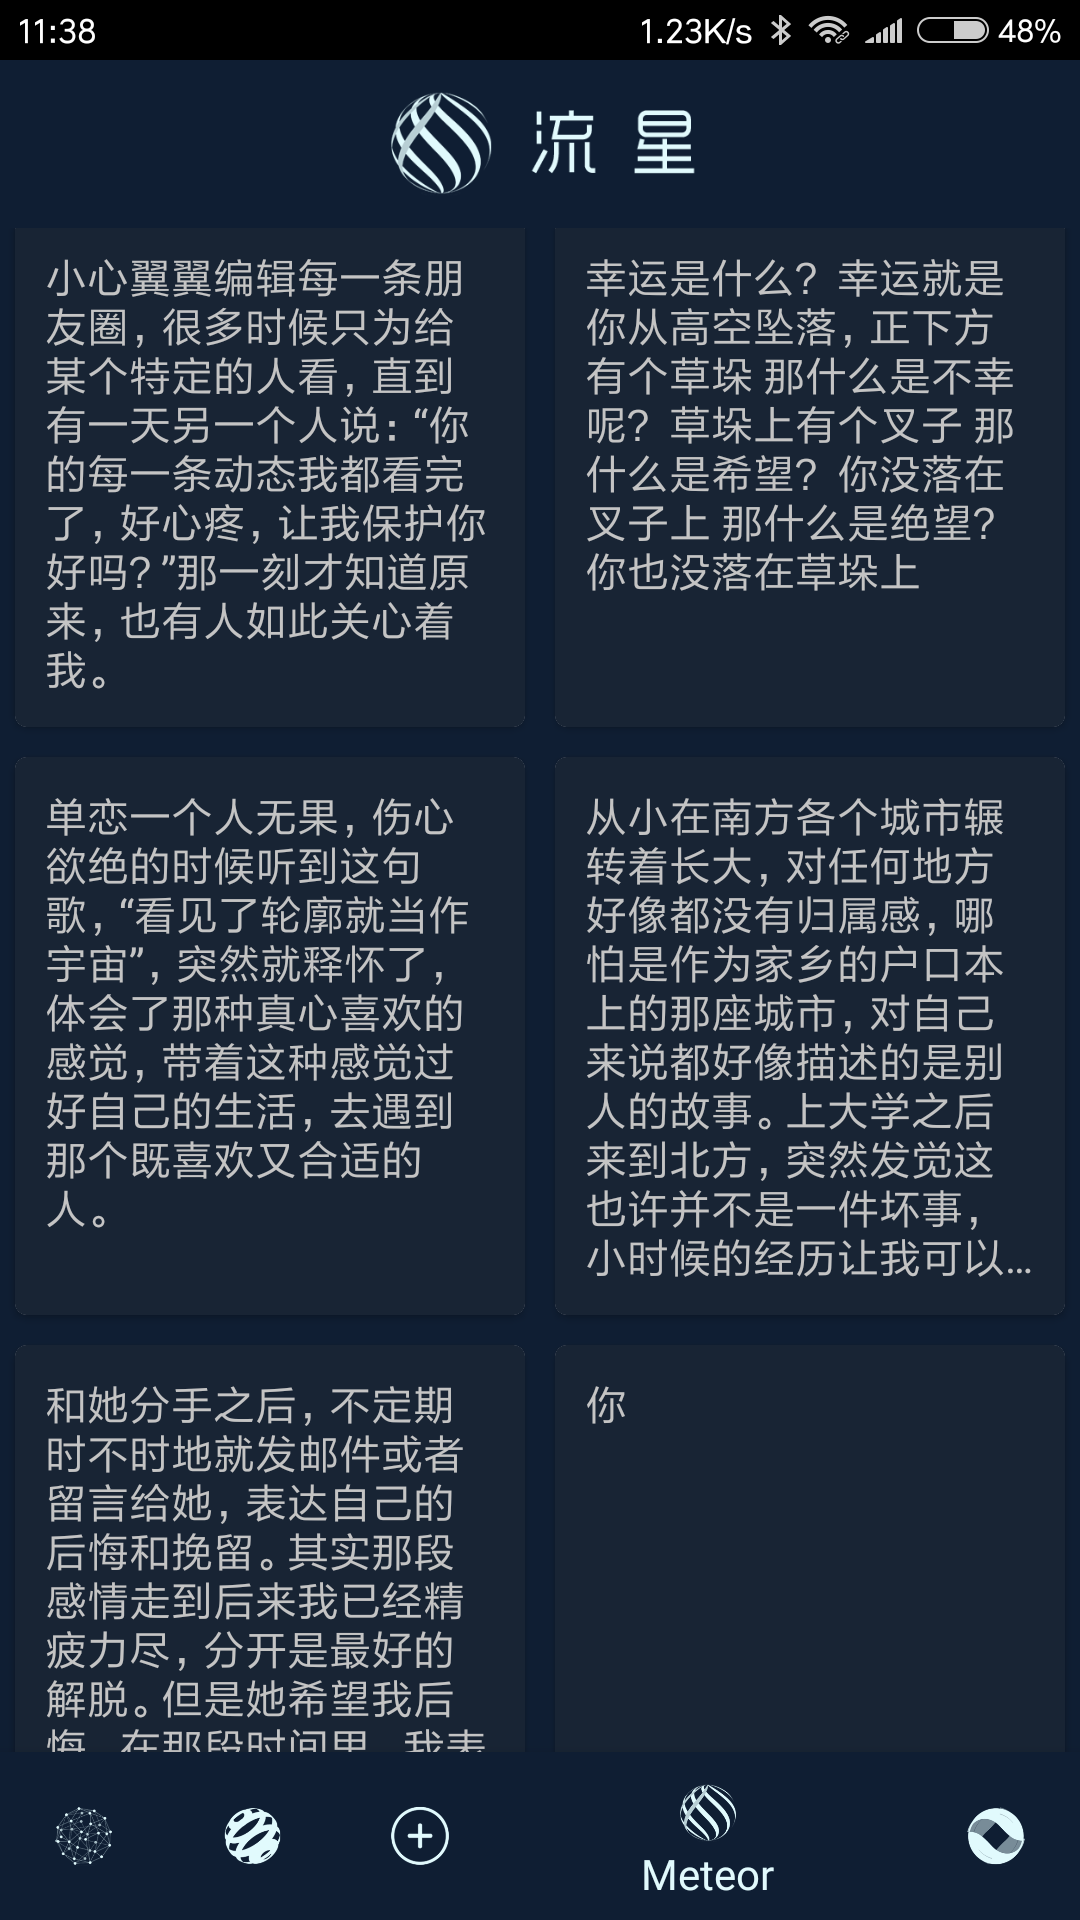 11:38
1.23K/s
48%
流星
小心翼翼编辑每一条朋
友圈，很多时候只为给
某个特定的人看，直到
有一天另一个人说：“你
的每一条动态我都看完
了，好心疼，让我保护你
好吗？”那一刻才知道原
来，也有人如此关心着
我。
幸运是什么？幸运就是
你从高空坠落，正下方
有个草垛 那什么是不幸
呢？草垛上有个叉子 那
什么是希望？你没落在
叉子上 那什么是绝望？
你也没落在草垛上
单恋一个人无果，伤心
欲绝的时候听到这句
歌，“看见了轮廓就当作
宇宙”，突然就释怀了，
体会了那种真心喜欢的
感觉，带着这种感觉过
好自己的生活，去遇到
那个既喜欢又合适的
人。
从小在南方各个城市辗
转着长大，对任何地方
好像都没有归属感，哪
怕是作为家乡的户口本
上的那座城市，对自己
来说都好像描述的是别
人的故事。上大学之后
来到北方，突然发觉这
也许并不是一件坏事，
小时候的经历让我可以...
和她分手之后，不定期
时不时地就发邮件或者
留言给她，表达自己的
后悔和挽留。其实那段
感情走到后来我已经精
疲力尽，分开是最好的
解脱。但是她希望我后
悔，在那段时间里，我表
你
Meteor